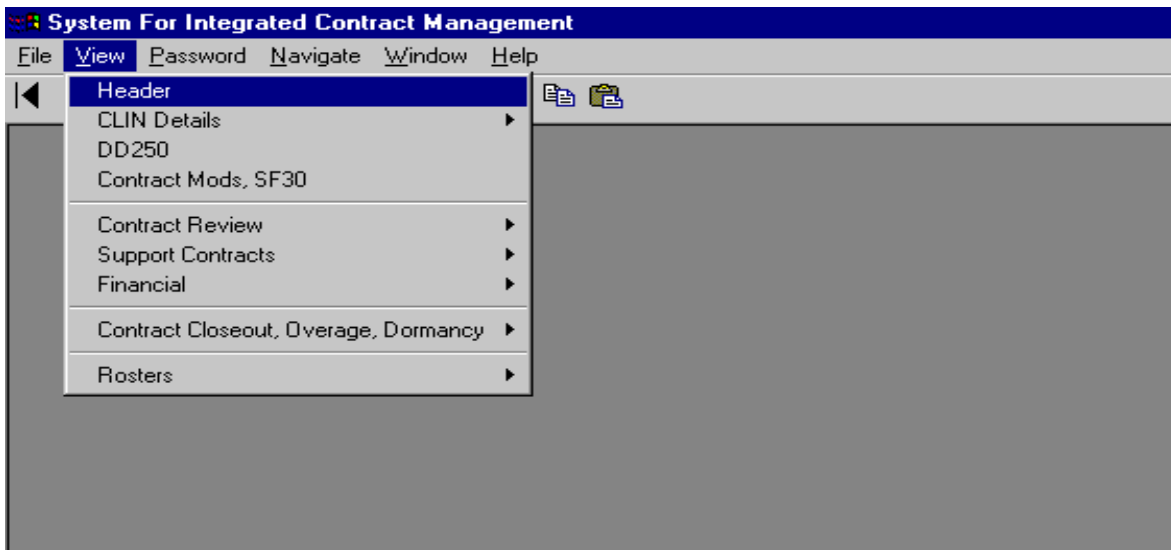 System For Integrated Contract Management
File View Password Navigate Window Help
Header
CLIN Details
DD250
Contract Mods, SF30
Contract Review
Support Contracts
Financial
Contract Closeout, Overage, Dormancy
Rosters